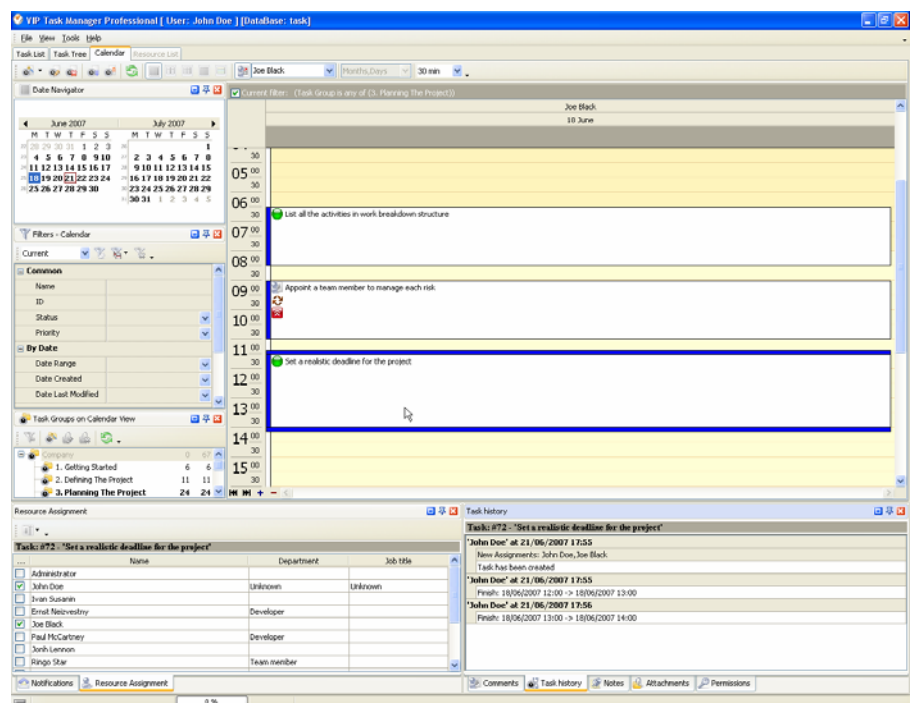 VIP Task Manager Professional [ User: John Doe ] [DataBase: task]
File View Tools Help
Task List Task Tree Calendar Resource List
Joe Black Months,Days 30 min
Date Navigator
Current filter: (Task Group is any of (3. Planning The Project))
Joe Black
18 June
June 2007 July 2007
M T W T F S S M T W T F S S
28 29 30 31 1 2 3 1
4 5 6 7 8 9 10 2 3 4 5 6 7 8
11 12 13 14 15 16 17 9 10 11 12 13 14 15
18 19 20 21 22 23 24 16 17 18 19 20 21 22
25 26 27 28 29 30 23 24 25 26 27 28 29
30 31 1 2 3 4 5
30
05 00
30
06 00
30 List all the activities in work breakdown structure
07 00
30
08 00
30
09 00 Appoint a team member to manage each risk
30
10 00
30
11 00
30 Set a realistic deadline for the project
12 00
30
13 00
30
14 00
30
15 00
30
Filters - Calendar
Current
Common
Name
ID
Status
Priority
By Date
Date Range
Date Created
Date Last Modified
Task Groups on Calendar View
Company 0 67
1. Getting Started 6 6
2. Defining The Project 11 11
3. Planning The Project 24 24
Resource Assignment
Task: #72 - 'Set a realistic deadline for the project'
... Name Department Job title
Administrator
John Doe Unknown Unknown
Ivan Susanin
Ernst Neizvestny Developer
Joe Black
Paul McCartney Developer
Jonh Lennon
Ringo Star Team member
Notifications Resource Assignment
Task history
Task: #72 - 'Set a realistic deadline for the project'
'John Doe' at 21/06/2007 17:55
New Assignments: John Doe,Joe Black
Task has been created
'John Doe' at 21/06/2007 17:55
Finish: 18/06/2007 12:00 -> 18/06/2007 13:00
'John Doe' at 21/06/2007 17:56
Finish: 18/06/2007 13:00 -> 18/06/2007 14:00
Comments Task history Notes Attachments Permissions
0 %